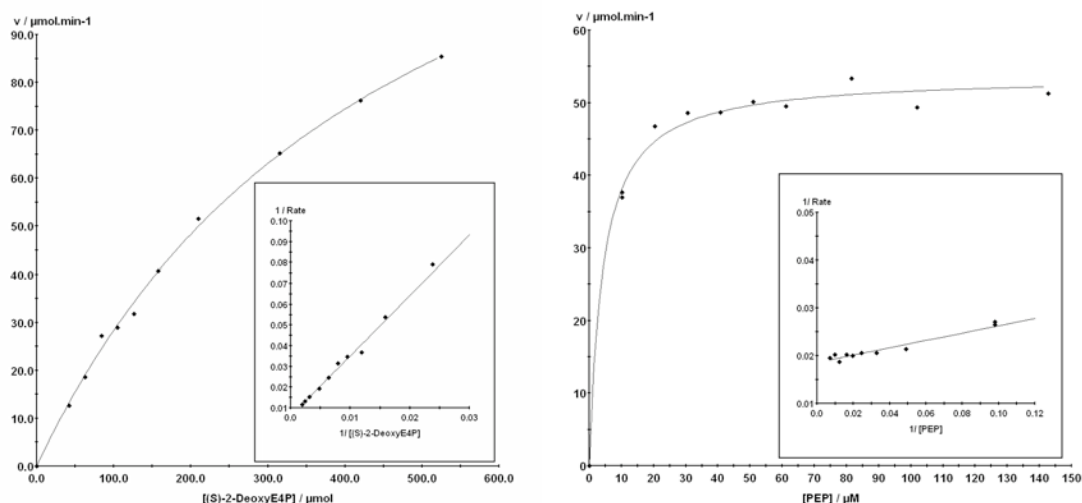 v / µmol.min-1
90.0
80.0
70.0
60.0
50.0
40.0
30.0
20.0
10.0
0.0
0.0 100.0 200.0 300.0 400.0 500.0 600.0
[(S)-2-DeoxyE4P] / µmol
1/ Rate
0.10
0.09
0.08
0.07
0.06
0.05
0.04
0.03
0.02
0.01
0.00 0.01 0.02 0.03
1/ [(S)-2-DeoxyE4P]
v / µmol.min-1
60
50
40
30
20
10
0
0 10 20 30 40 50 60 70 80 90 100 110 120 130 140 150
[PEP] / µM
1/ Rate
0.05
0.04
0.03
0.02
0.01
0.0 0.02 0.04 0.06 0.08 0.10 0.12
1/ [PEP]